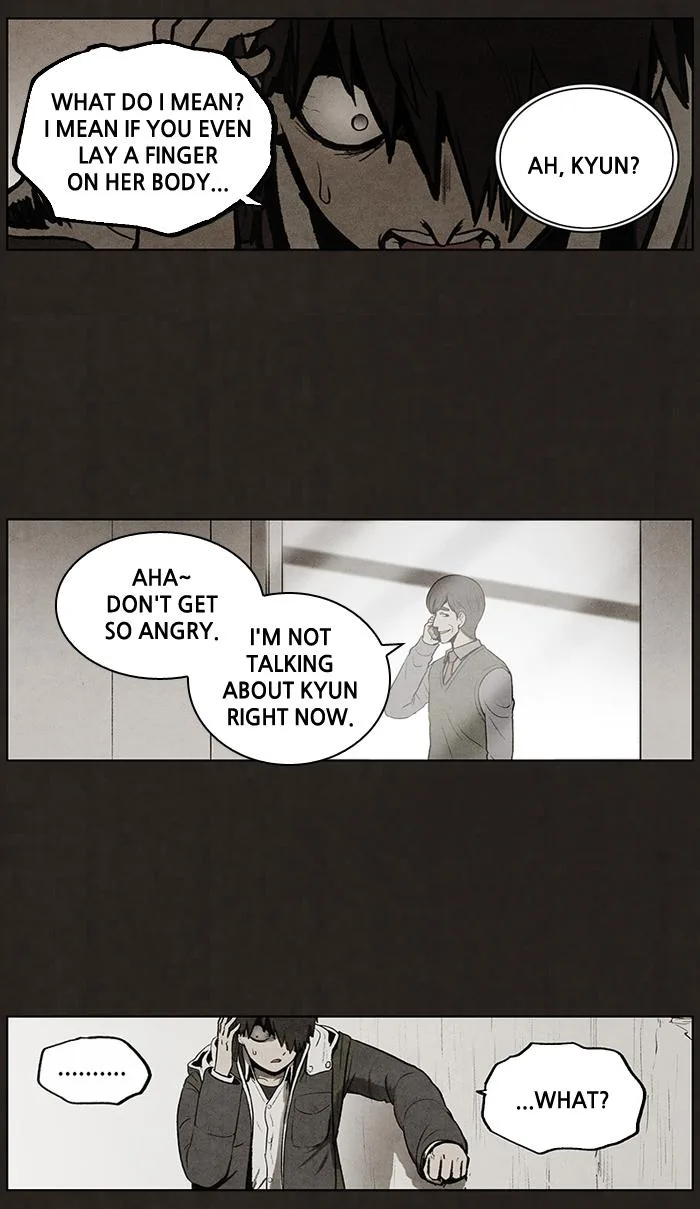 WHAT DO I MEAN?
I MEAN IF YOU EVEN
LAY A FINGER
ON HER BODY...
AH, KYUN?
AHA~
DON'T GET
SO ANGRY.
I'M NOT
TALKING
ABOUT KYUN
RIGHT NOW.
..........
...WHAT?